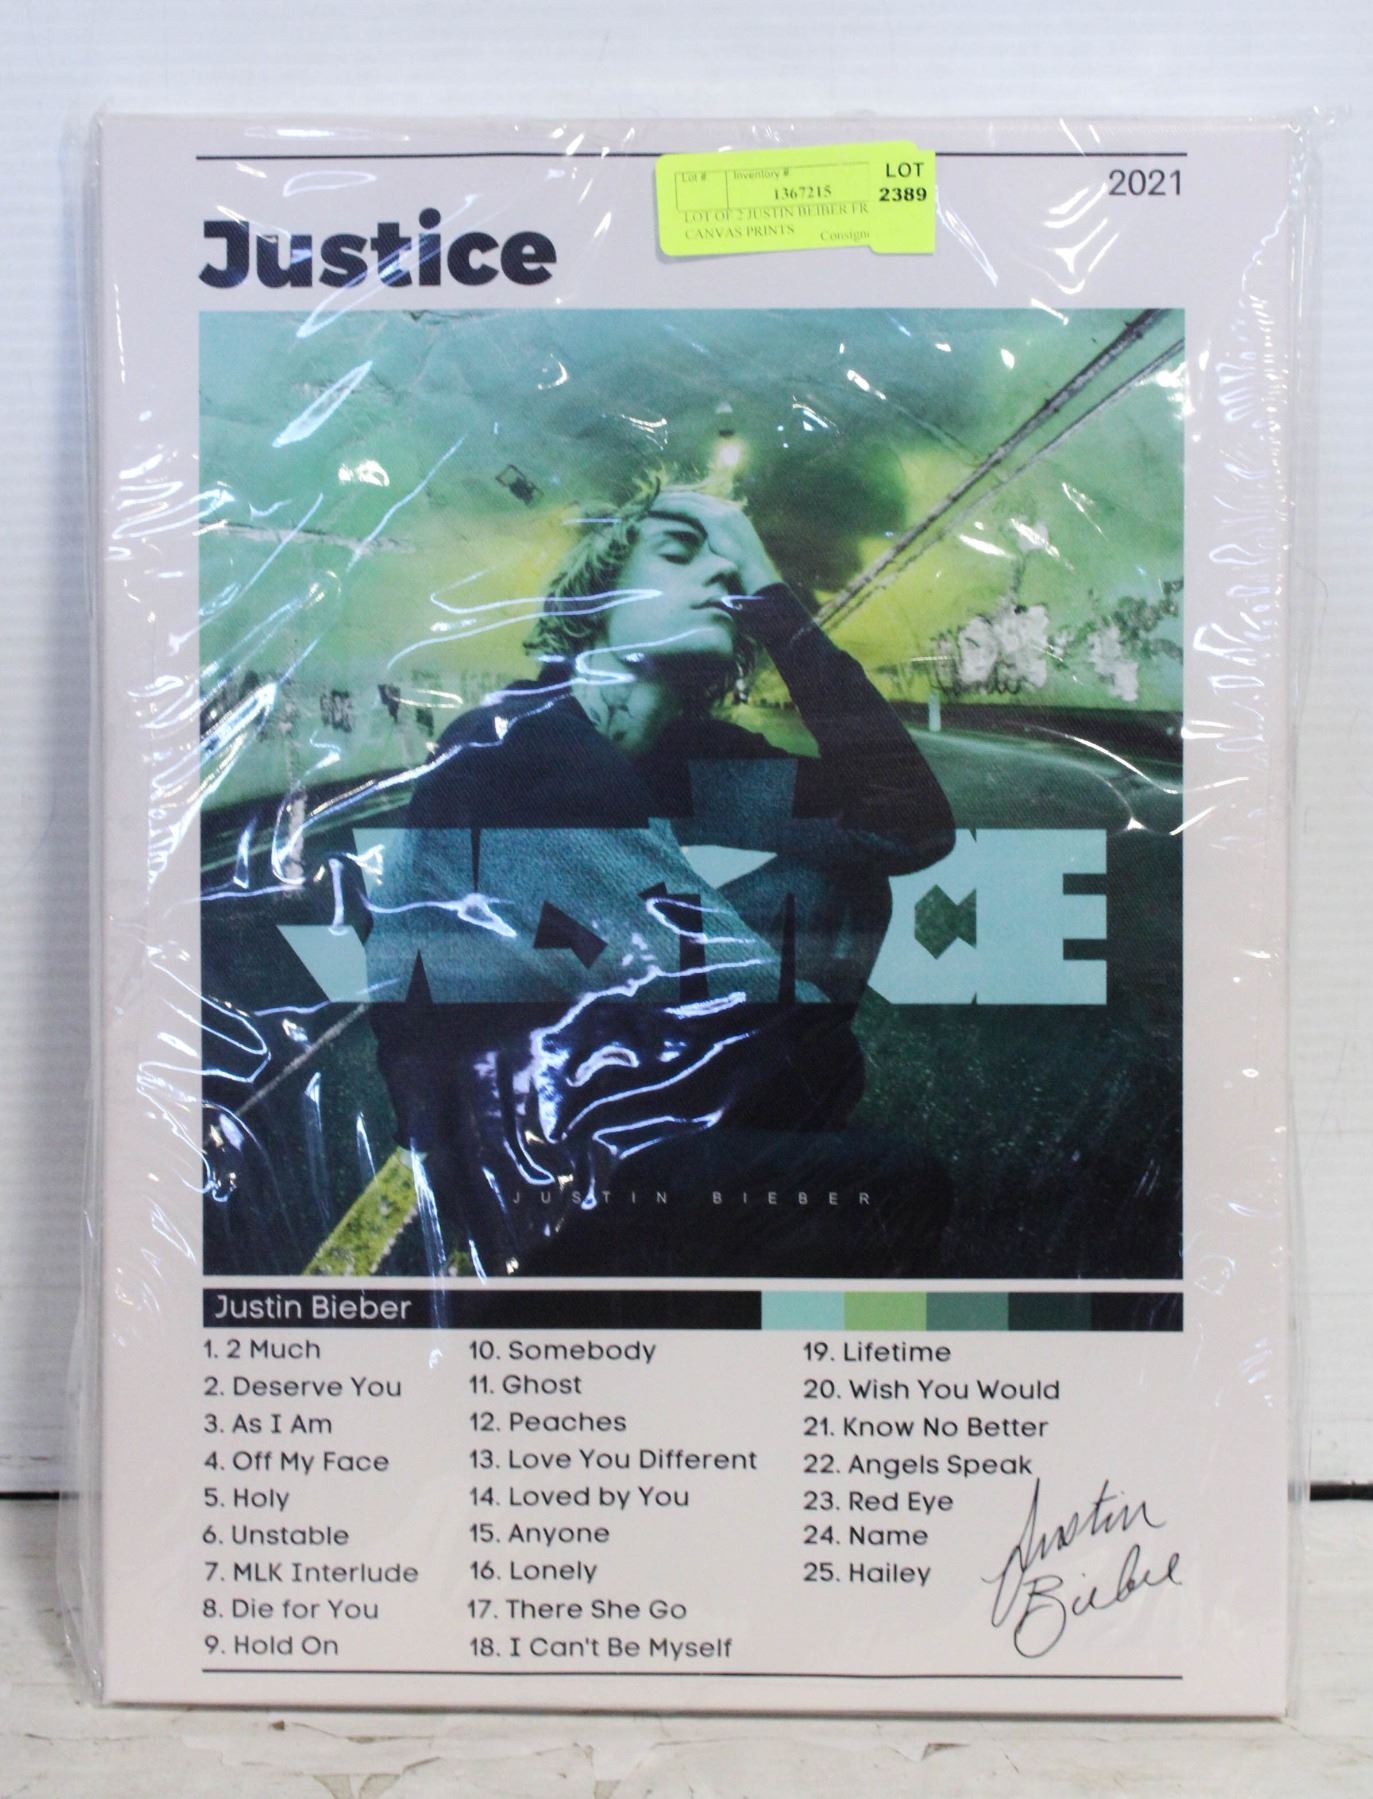 Lot #
Inventory #
1367215
LOT
2389
LOT OF 2 JUSTIN BEIBER FR
CANVAS PRINTS
Consign
2021
Justice
JUSTICE
JUSTIN BIEBER
Justin Bieber
1. 2 Much
2. Deserve You
3. As I Am
4. Off My Face
5. Holy
6. Unstable
7. MLK Interlude
8. Die for You
9. Hold On
10. Somebody
11. Ghost
12. Peaches
13. Love You Different
14. Loved by You
15. Anyone
16. Lonely
17. There She Go
18. I Can't Be Myself
19. Lifetime
20. Wish You Would
21. Know No Better
22. Angels Speak
23. Red Eye
24. Name
25. Hailey
Justin
Bieber